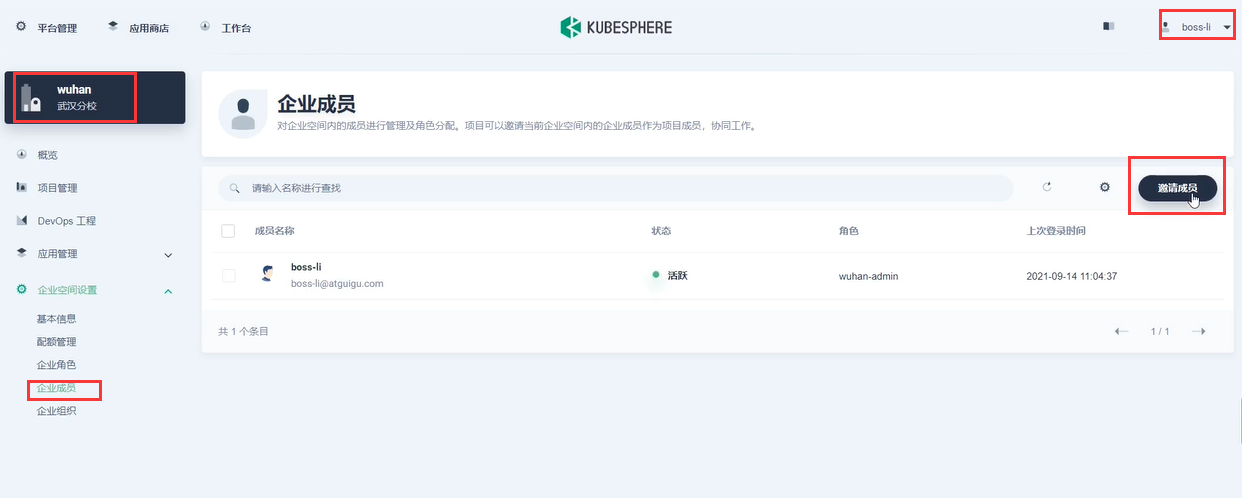 平台管理 应用商店 工作台 KUBESPHERE boss-li
wuhan
武汉分校
企业成员
对企业空间内的成员进行管理及角色分配。项目可以邀请当前企业空间内的企业成员作为项目成员，协同工作。
概览
项目管理
DevOps 工程
应用管理
企业空间设置
基本信息
配额管理
企业角色
企业成员
企业组织
请输入名称进行查找 邀请成员
成员名称 状态 角色 上次登录时间
boss-li
boss-li@atguigu.com
活跃 wuhan-admin 2021-09-14 11:04:37
共 1 个条目 1 / 1